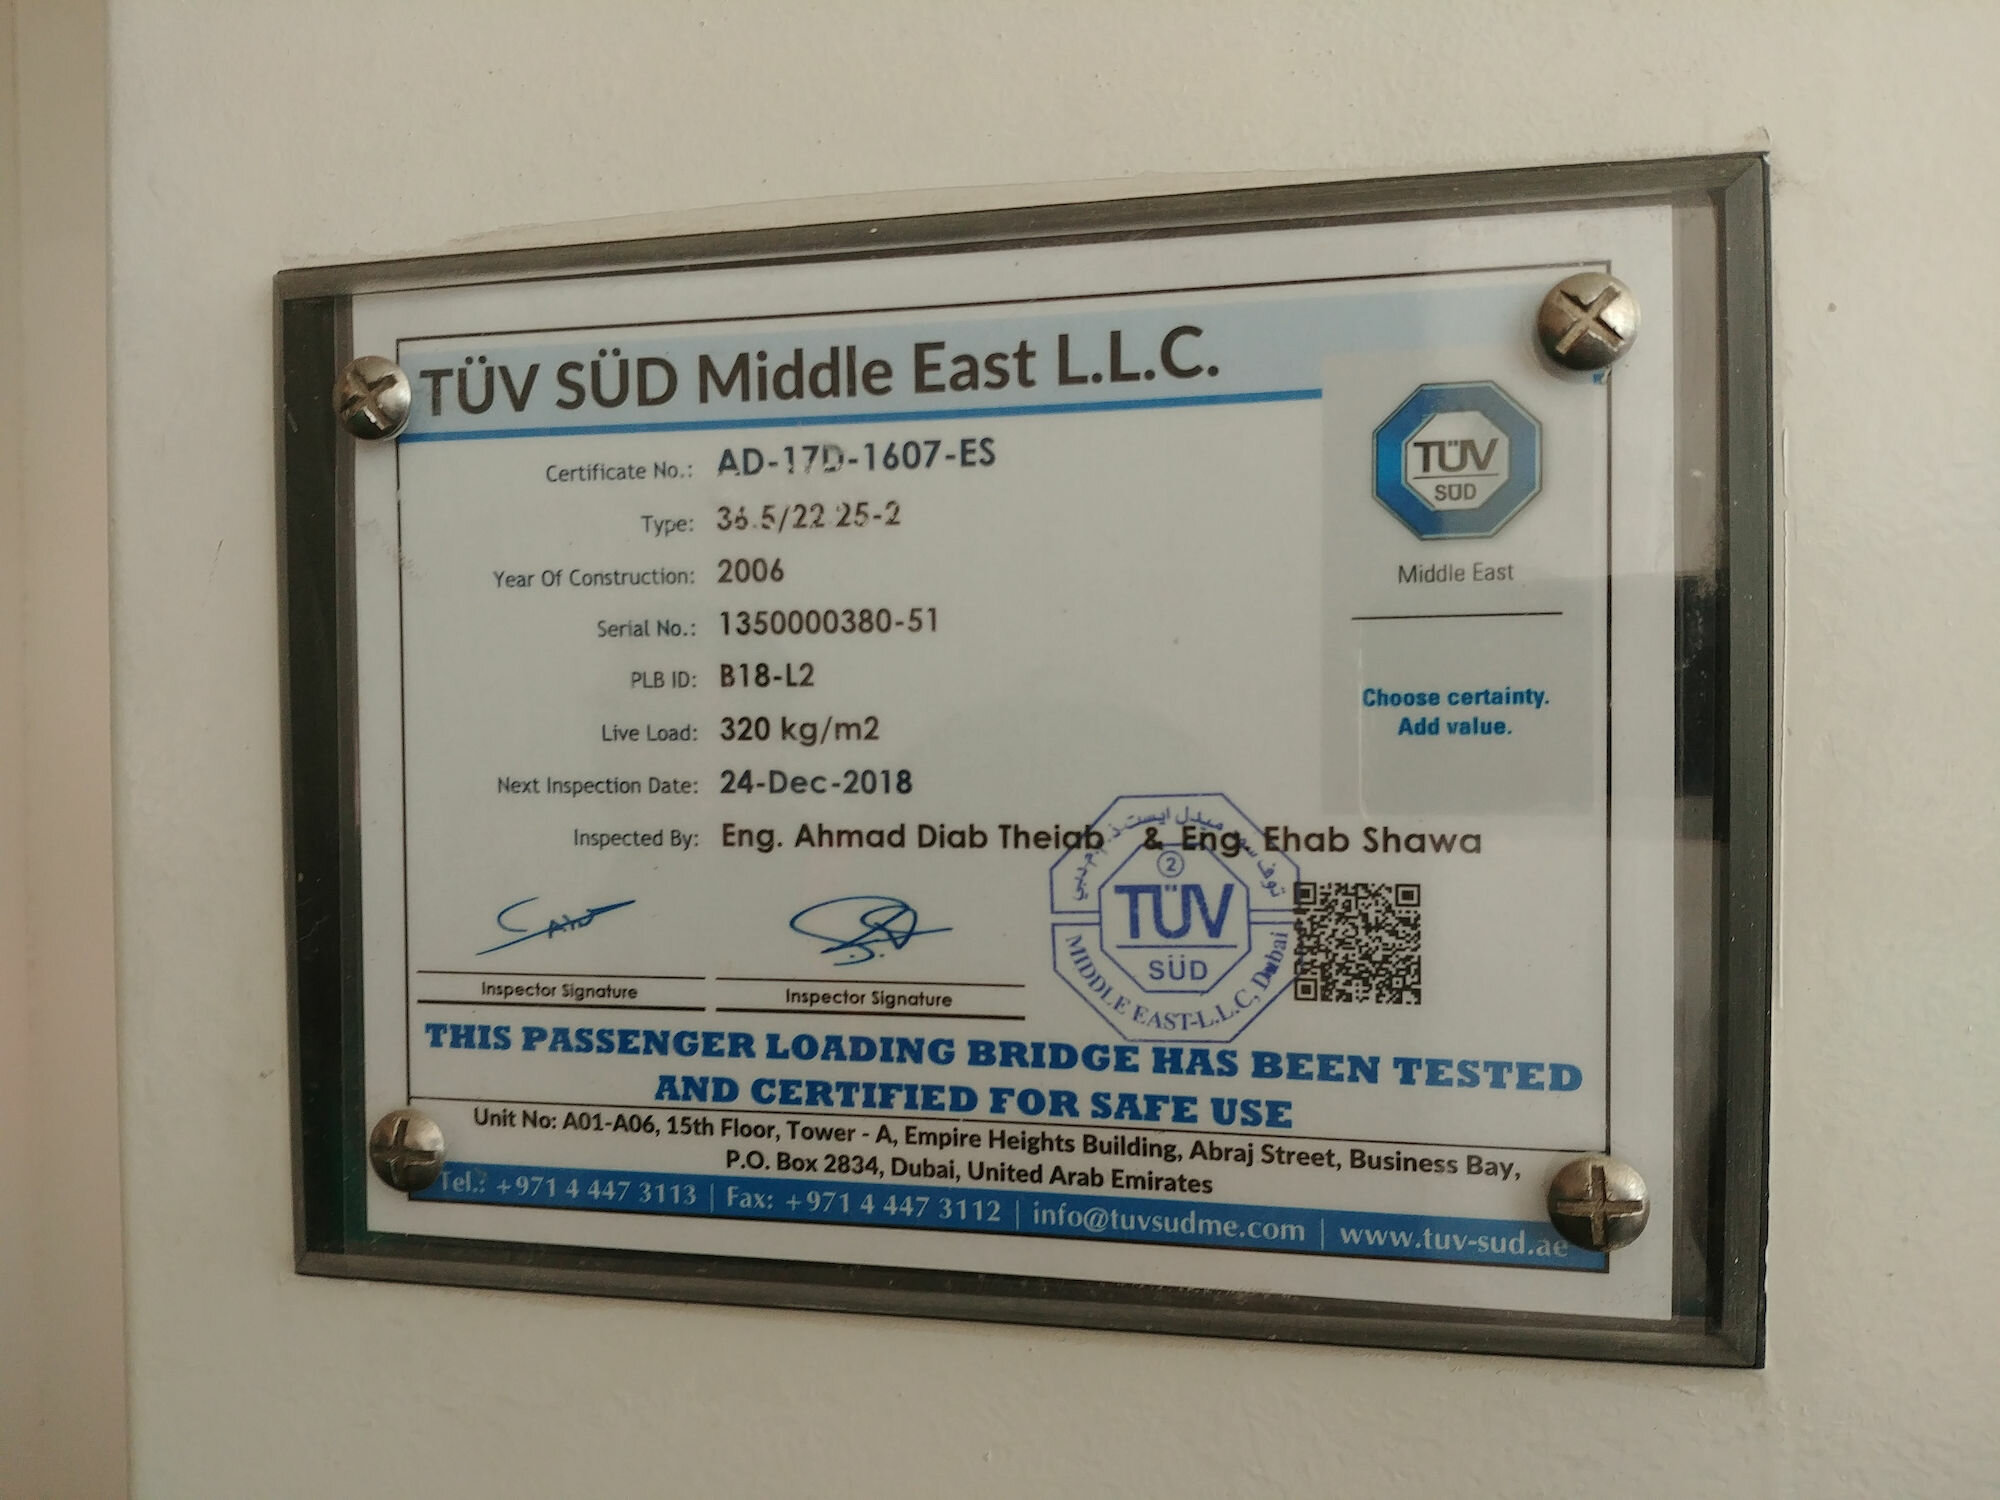 TÜV SÜD Middle East L.L.C.
Certificate No.: AD-17D-1607-ES
Type: 36.5/22.25-2
Year Of Construction: 2006
Serial No.: 1350000380-51
PLB ID: B18-L2
Live Load: 320 kg/m2
Next Inspection Date: 24-Dec-2018
Inspected By: Eng. Ahmad Diab Theiab & Eng. Ehab Shawa
TÜV
SÜD
Middle East
Choose certainty.
Add value.
Inspector Signature
Inspector Signature
توف سود ميدل ايست ذ.م.م دبي
2
TÜV
SÜD
MIDDLE EAST-L.L.C, Dubai
THIS PASSENGER LOADING BRIDGE HAS BEEN TESTED
AND CERTIFIED FOR SAFE USE
Unit No: A01-A06, 15th Floor, Tower - A, Empire Heights Building, Abraj Street, Business Bay,
P.O. Box 2834, Dubai, United Arab Emirates
Tel.: +971 4 447 3113 | Fax: +971 4 447 3112 | info@tuvsudme.com | www.tuv-sud.ae